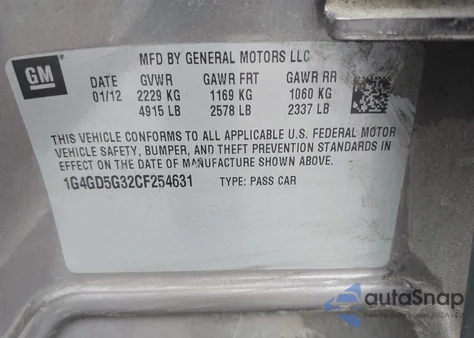 GM
MFD BY GENERAL MOTORS LLC
DATE GVWR GAWR FRT GAWR RR
01/12 2229 KG 1169 KG 1060 KG
4915 LB 2578 LB 2337 LB
THIS VEHICLE CONFORMS TO ALL APPLICABLE U.S. FEDERAL MOTOR
VEHICLE SAFETY, BUMPER, AND THEFT PREVENTION STANDARDS IN
EFFECT ON THE DATE OF MANUFACTURE SHOWN ABOVE.
1G4GD5G32CF254631 TYPE: PASS CAR
autoSnap